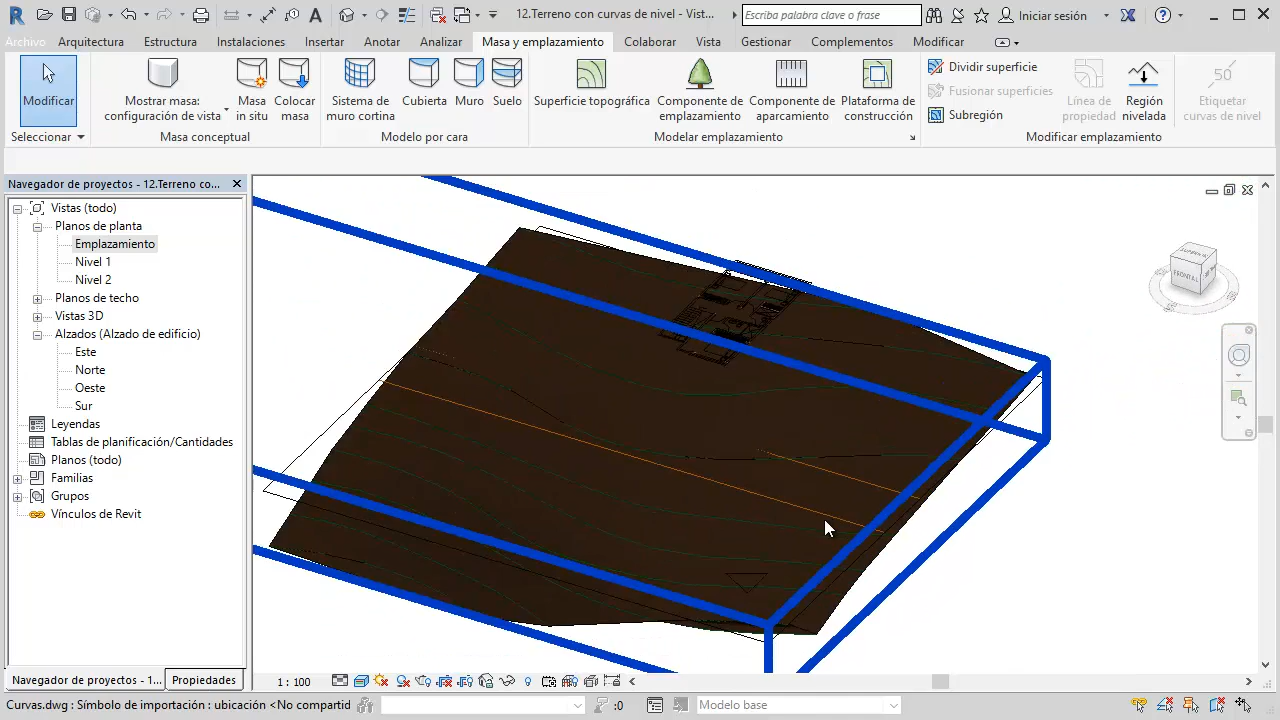 12.Terreno con curvas de nivel - Vist...
Escriba palabra clave o frase
Iniciar sesión
Archivo
Arquitectura
Estructura
Instalaciones
Insertar
Anotar
Analizar
Masa y emplazamiento
Colaborar
Vista
Gestionar
Complementos
Modificar
Modificar
Mostrar masa:
configuración de vista
Masa
in situ
Colocar
masa
Sistema de
muro cortina
Cubierta
Muro
Suelo
Superficie topográfica
Componente de
emplazamiento
Componente de
aparcamiento
Plataforma de
construcción
Dividir superficie
Fusionar superficies
Subregión
Línea de
propiedad
Región
nivelada
50
Etiquetar
curvas de nivel
Seleccionar
Masa conceptual
Modelo por cara
Modelar emplazamiento
Modificar emplazamiento
Navegador de proyectos - 12.Terreno co...
Vistas (todo)
Planos de planta
Emplazamiento
Nivel 1
Nivel 2
Planos de techo
Vistas 3D
Alzados (Alzado de edificio)
Este
Norte
Oeste
Sur
Leyendas
Tablas de planificación/Cantidades
Planos (todo)
Familias
Grupos
Vínculos de Revit
FRONTAL
Navegador de proyectos - 1...
Propiedades
1 : 100
Curvas.dwg : Símbolo de importación : ubicación <No compartid
:0
Modelo base